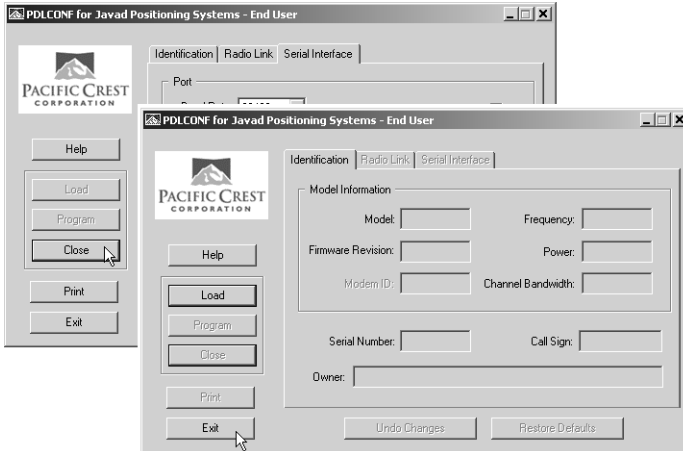 PDLCONF for Javad Positioning Systems - End User
PACIFIC CREST
CORPORATION
Identification Radio Link Serial Interface
Port
Help
Load
Program
Close
Print
Exit
PDLCONF for Javad Positioning Systems - End User
PACIFIC CREST
CORPORATION
Identification Radio Link Serial Interface
Model Information
Model: Frequency:
Firmware Revision: Power:
Modem ID: Channel Bandwidth:
Serial Number: Call Sign:
Owner:
Help
Load
Program
Close
Print
Exit
Undo Changes Restore Defaults